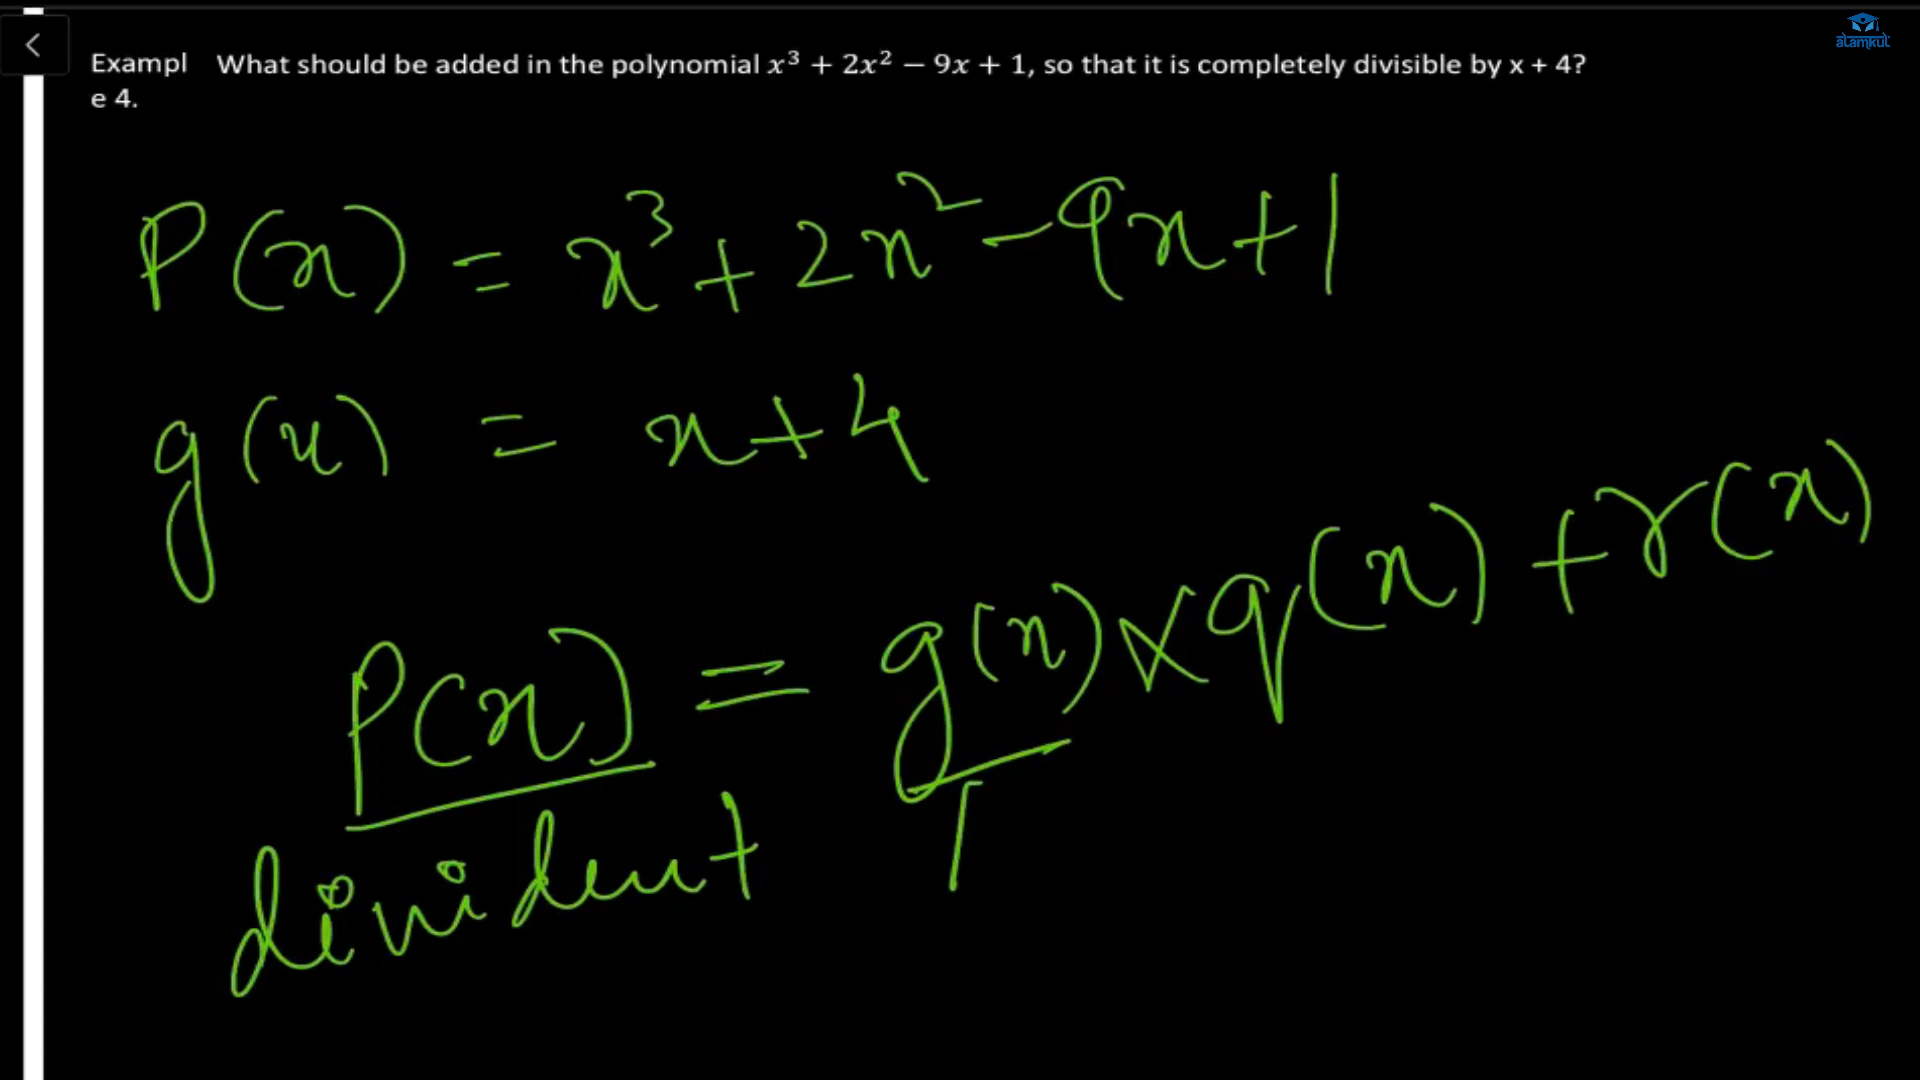 atamkul
Exampl What should be added in the polynomial x³ + 2x² − 9x + 1, so that it is completely divisible by x + 4?
e 4.
P(x) = x³ + 2x² − 9x + 1
g(x) = x + 4
P(x) = g(x) × q(x) + r(x)
divident